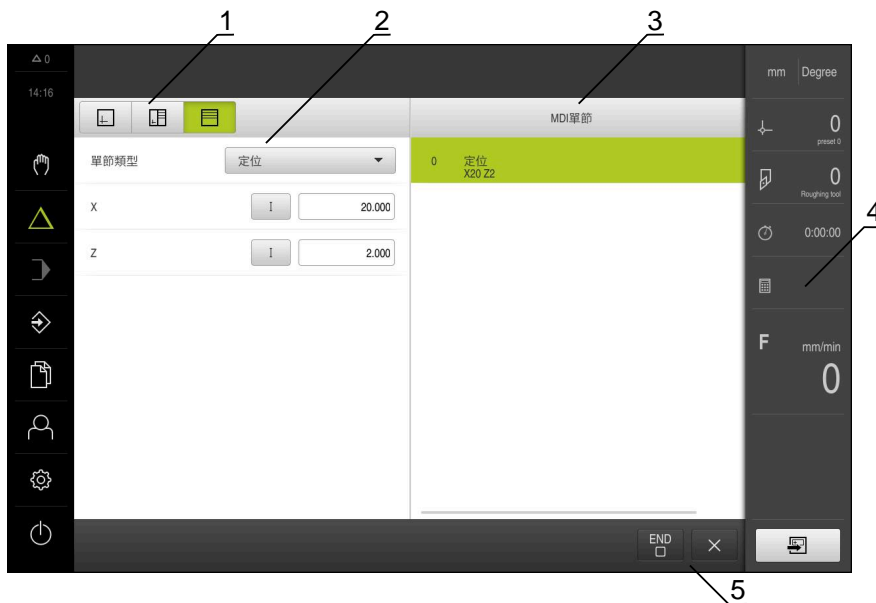 1
2
3
△ 0
mm Degree
14:16
MDI單節
0
preset 0
單節類型
定位
0 定位
X20 Z2
0
Roughing tool
X
I
20.000
4
0:00:00
Z
I
2.000
F
mm/min
0
END
5